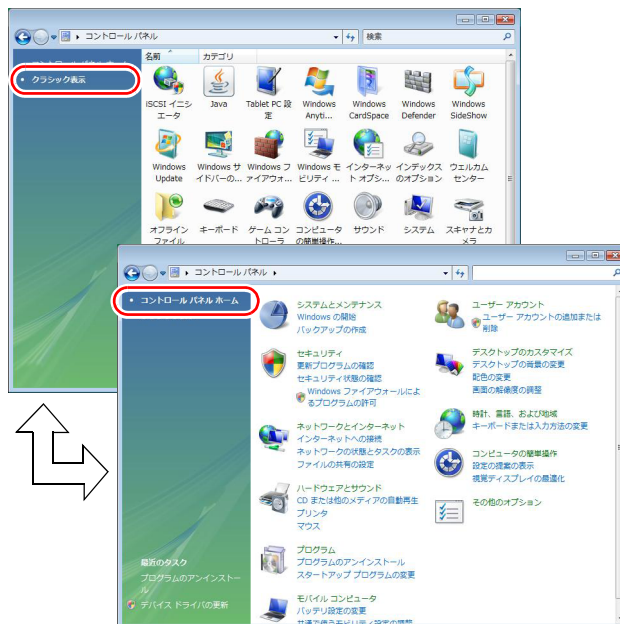 コントロール パネル
検索
名前 カテゴリ
クラシック表示
iSCSI イニシエータ
Java
Tablet PC 設定
Windows Anyti...
Windows CardSpace
Windows Defender
Windows SideShow
Windows Update
Windows サイドバーの...
Windows ファイアウォ...
Windows モビリティ ...
インターネット オプシ...
インデックスのオプション
ウェルカム センター
オフライン ファイル
キーボード
ゲーム コントローラ
コンピュータの簡単操作...
サウンド
システム
スキャナとカメラ
コントロール パネル
コントロール パネル ホーム
システムとメンテナンス
Windows の開始
バックアップの作成
セキュリティ
更新プログラムの確認
セキュリティ状態の確認
Windows ファイアウォールによ
るプログラムの許可
ネットワークとインターネット
インターネットへの接続
ネットワークの状態とタスクの表示
ファイルの共有の設定
ハードウェアとサウンド
CD または他のメディアの自動再生
プリンタ
マウス
プログラム
プログラムのアンインストール
スタートアップ プログラムの変更
モバイル コンピュータ
バッテリ設定の変更
共通で使うモビリティ設定の調整
ユーザー アカウント
ユーザー アカウントの追加または
削除
デスクトップのカスタマイズ
デスクトップの背景の変更
配色の変更
画面の解像度の調整
時計、言語、および地域
キーボードまたは入力方法の変更
コンピュータの簡単操作
設定の提案の表示
視覚ディスプレイの最適化
その他のオプション
最近のタスク
プログラムのアンインストー
ル
デバイス ドライバの更新